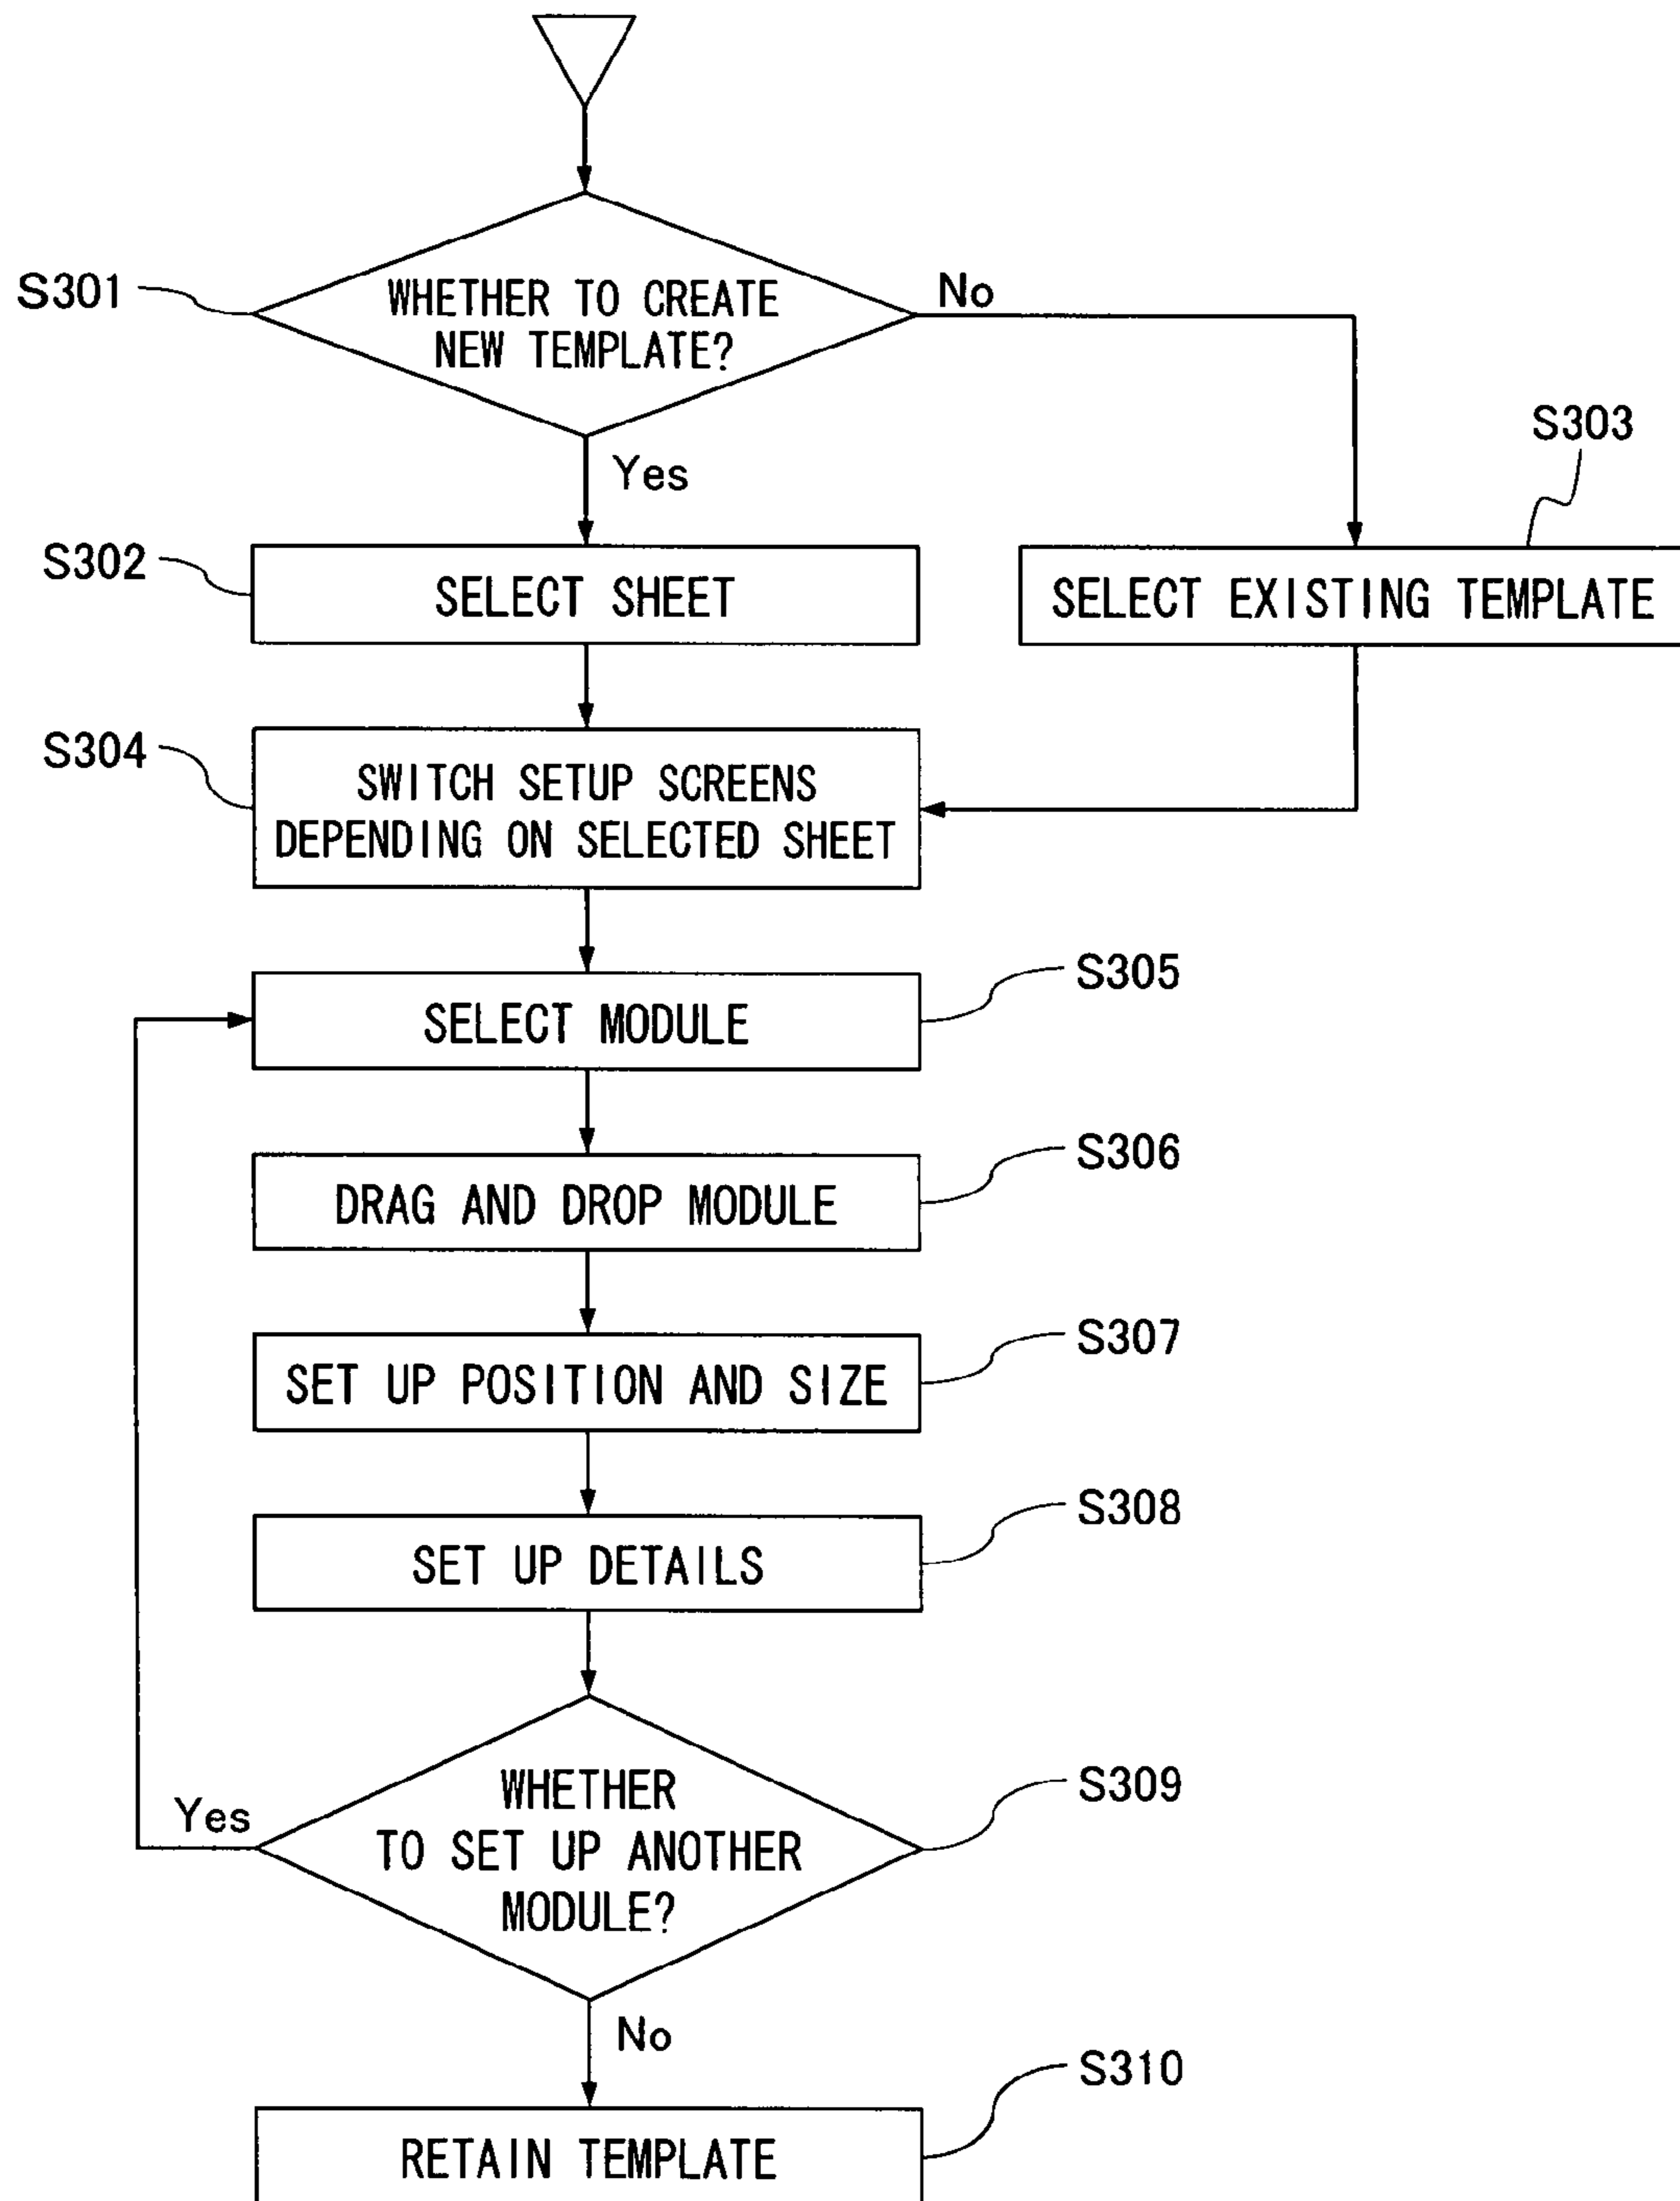 S301
WHETHER TO CREATE
NEW TEMPLATE?
No
Yes
S303
S302
SELECT SHEET
SELECT EXISTING TEMPLATE
S304
SWITCH SETUP SCREENS
DEPENDING ON SELECTED SHEET
S305
SELECT MODULE
S306
DRAG AND DROP MODULE
S307
SET UP POSITION AND SIZE
S308
SET UP DETAILS
S309
WHETHER
TO SET UP ANOTHER
MODULE?
Yes
No
S310
RETAIN TEMPLATE